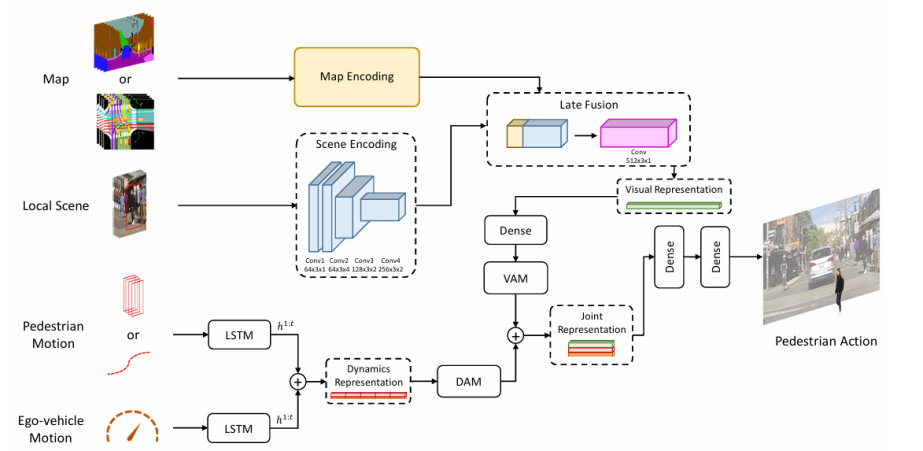 Map
or
Map Encoding
Late Fusion
Conv
512x3x1
Scene Encoding
Conv1 Conv2 Conv3 Conv4
64x3x1 64x3x4 128x3x2 256x3x2
Local Scene
Visual Representation
Dense
VAM
Dense
Dense
Pedestrian
Motion
or
LSTM
h^{1:t}
+
Dynamics
Representation
DAM
+
Joint
Representation
Pedestrian Action
Ego-vehicle
Motion
LSTM
h^{1:t}